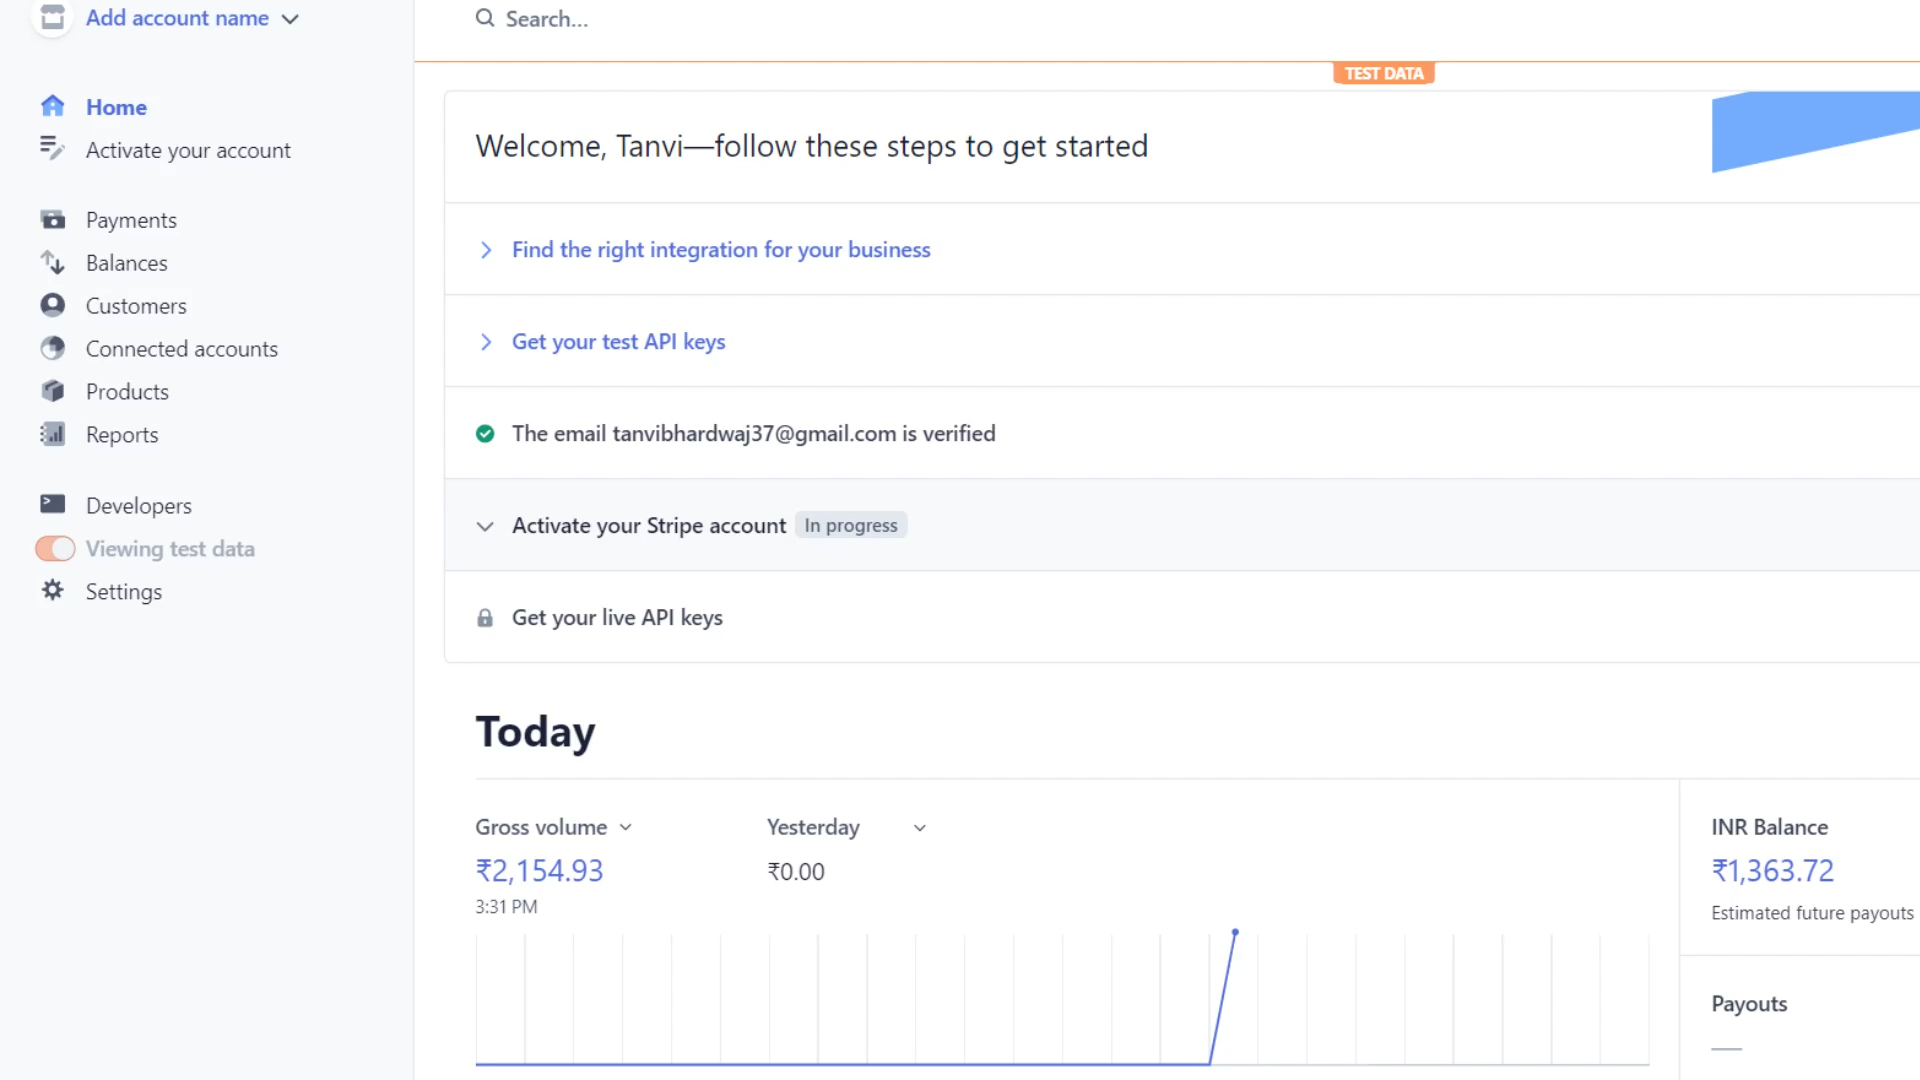 Add account name
Search...
TEST DATA
Home
Activate your account
Payments
Balances
Customers
Connected accounts
Products
Reports
Developers
Viewing test data
Settings
Welcome, Tanvi—follow these steps to get started
Find the right integration for your business
Get your test API keys
The email tanvibhardwaj37@gmail.com is verified
Activate your Stripe account In progress
Get your live API keys
Today
Gross volume
₹2,154.93
3:31 PM
Yesterday
₹0.00
INR Balance
₹1,363.72
Estimated future payouts
Payouts
—